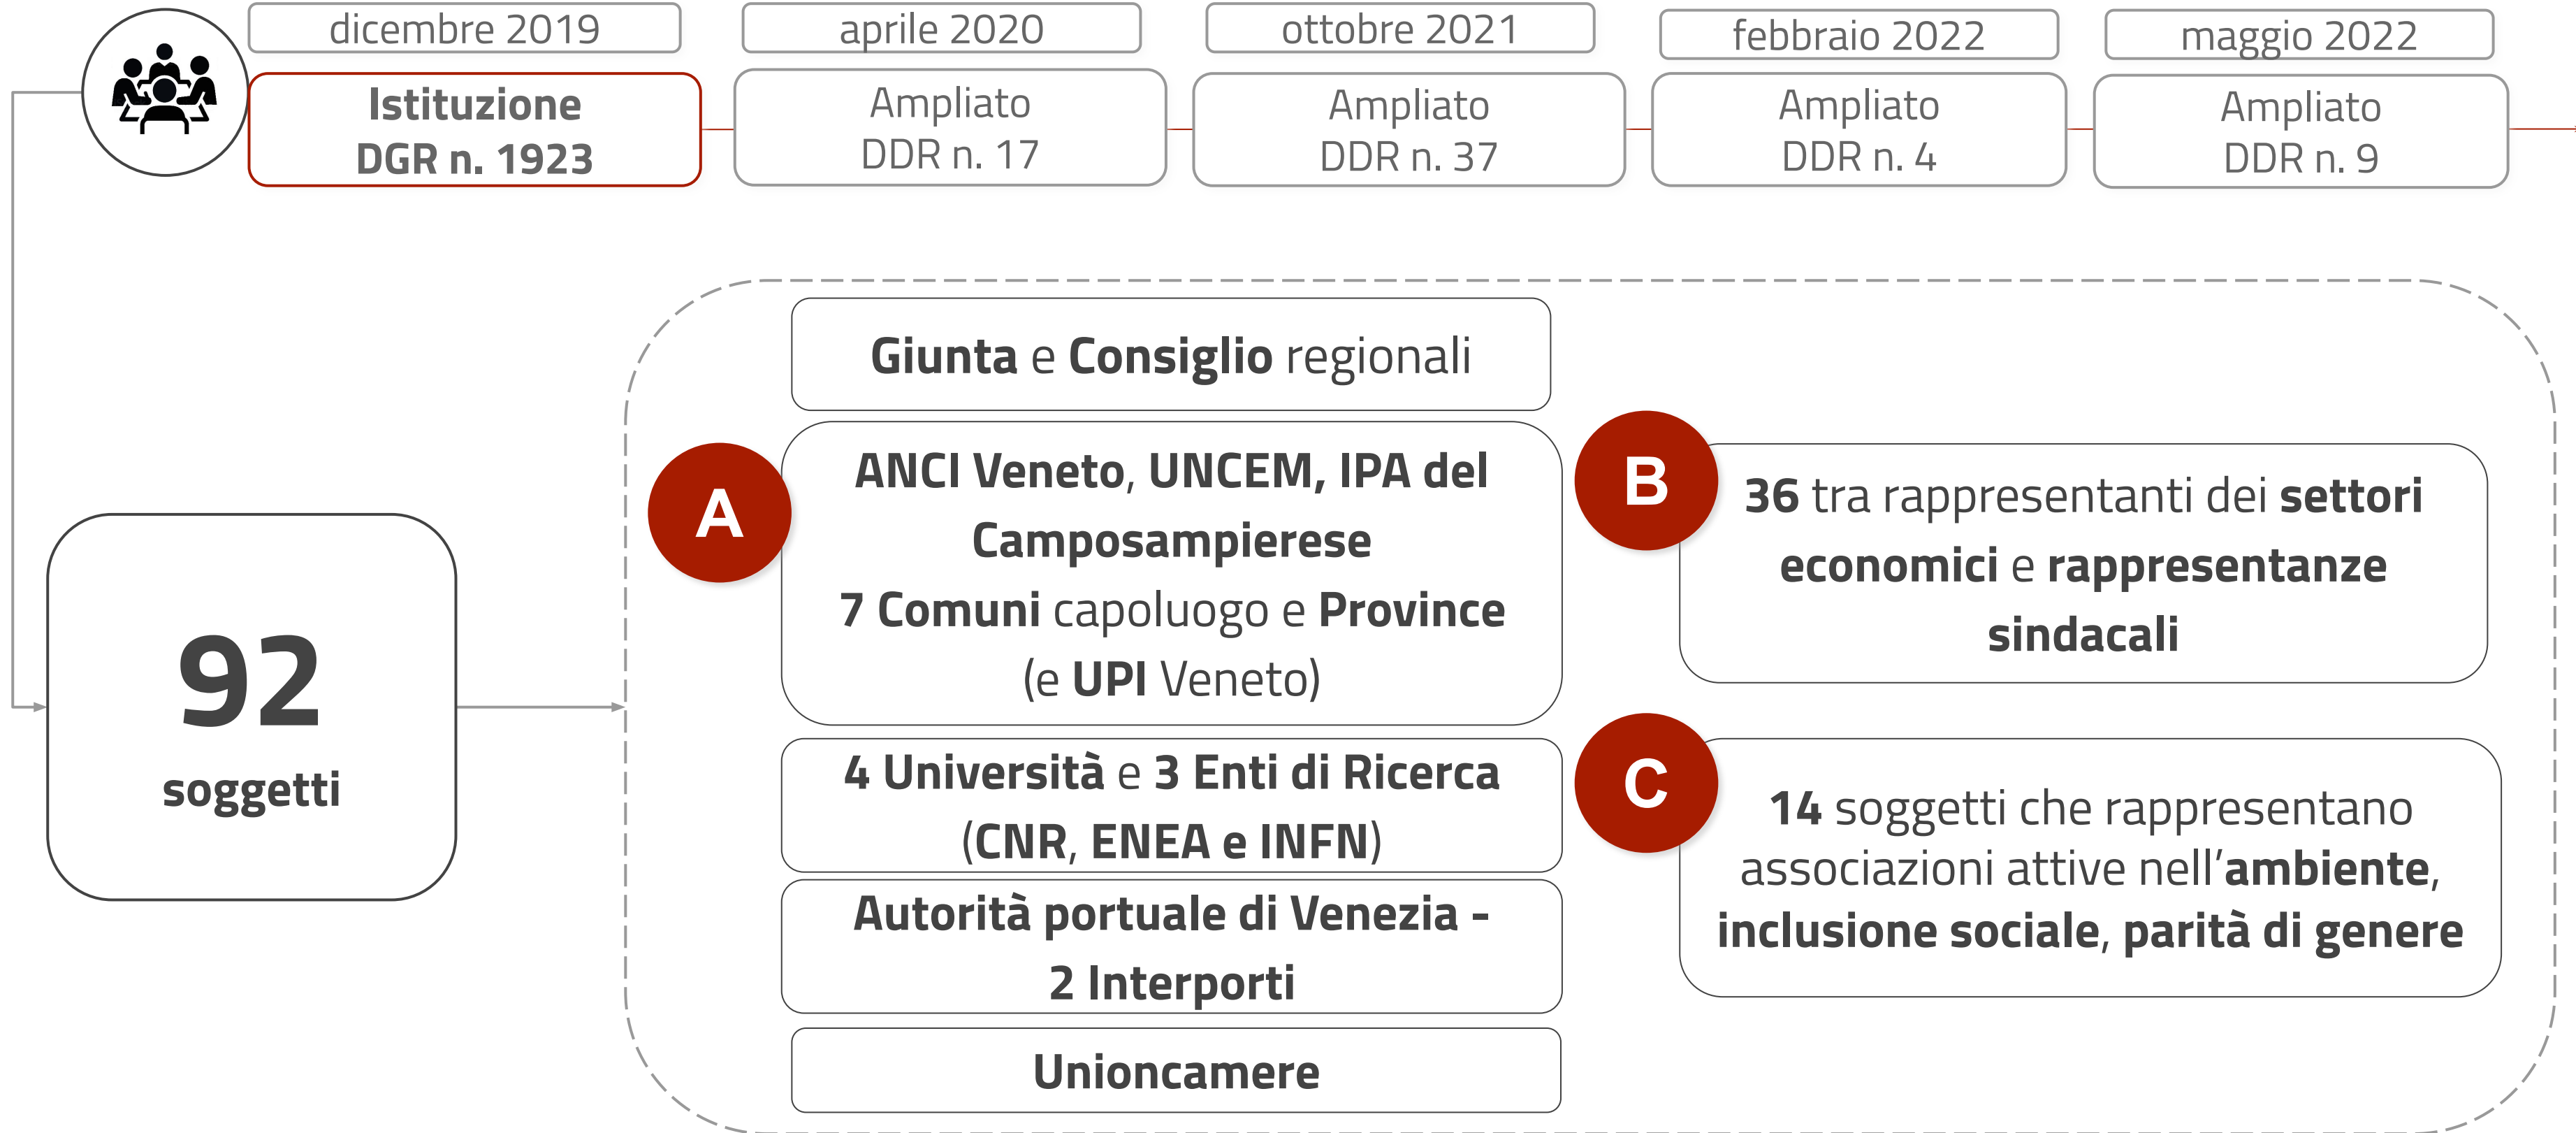 dicembre 2019
aprile 2020
ottobre 2021
febbraio 2022
maggio 2022
Istituzione
DGR n. 1923
Ampliato
DDR n. 17
Ampliato
DDR n. 37
Ampliato
DDR n. 4
Ampliato
DDR n. 9
92
soggetti
Giunta e Consiglio regionali
A
ANCI Veneto, UNCEM, IPA del
Camposampierese
7 Comuni capoluogo e Province
(e UPI Veneto)
4 Università e 3 Enti di Ricerca
(CNR, ENEA e INFN)
Autorità portuale di Venezia -
2 Interporti
Unioncamere
B
36 tra rappresentanti dei settori
economici e rappresentanze
sindacali
C
14 soggetti che rappresentano
associazioni attive nell’ambiente,
inclusione sociale, parità di genere